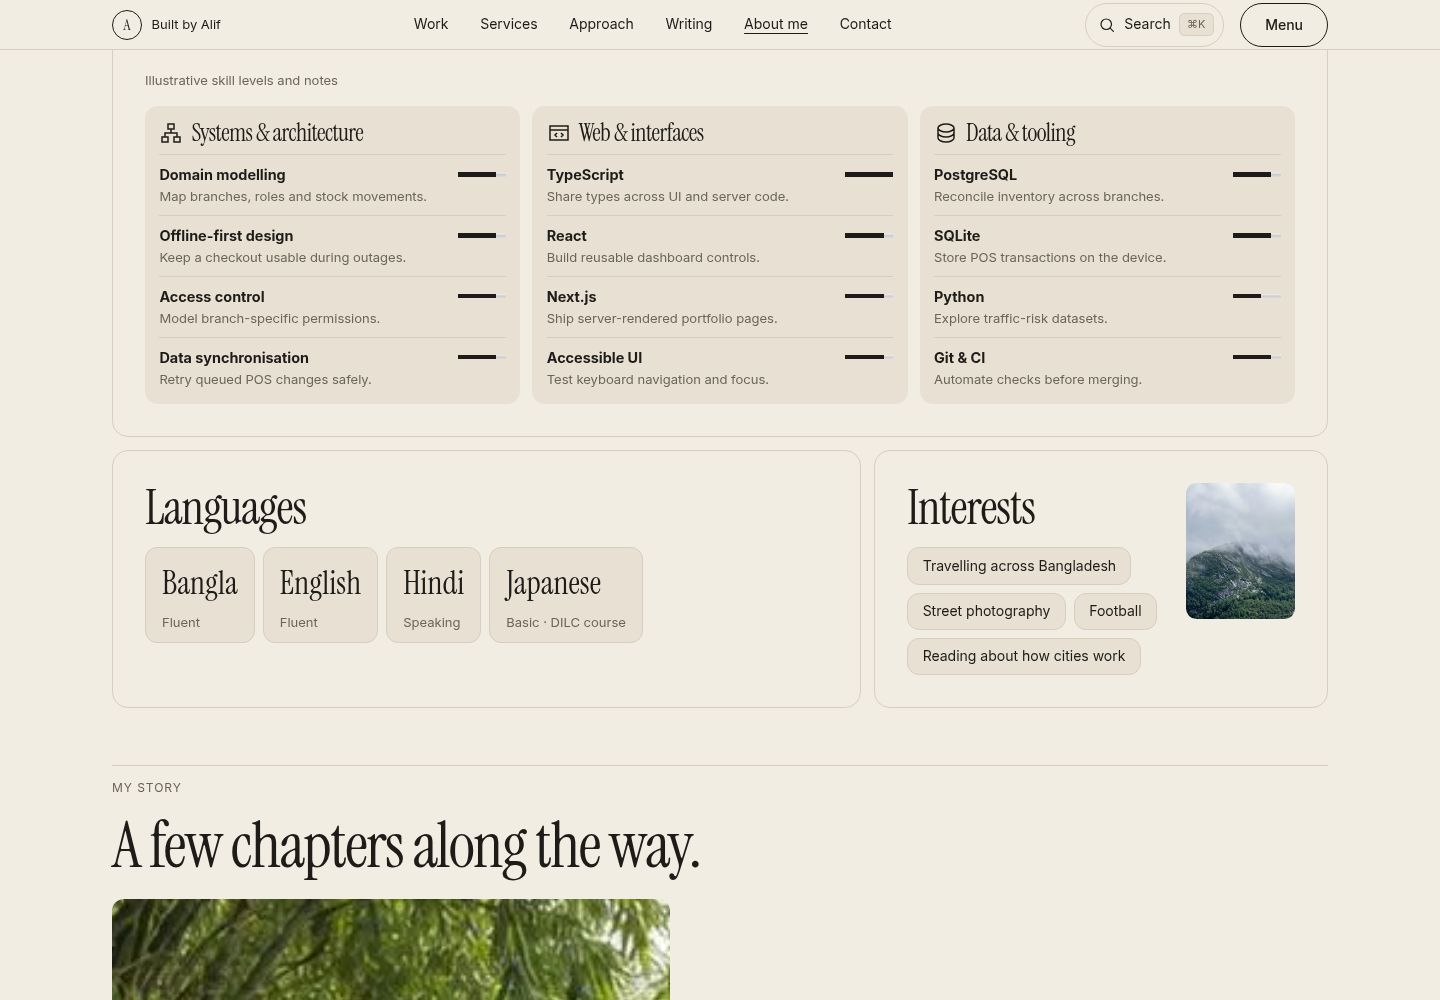 A
Built by Alif
Work
Services
Approach
Writing
About me
Contact
Search
⌘K
Menu
Illustrative skill levels and notes
Systems & architecture
Domain modelling
Map branches, roles and stock movements.
Offline-first design
Keep a checkout usable during outages.
Access control
Model branch-specific permissions.
Data synchronisation
Retry queued POS changes safely.
Web & interfaces
TypeScript
Share types across UI and server code.
React
Build reusable dashboard controls.
Next.js
Ship server-rendered portfolio pages.
Accessible UI
Test keyboard navigation and focus.
Data & tooling
PostgreSQL
Reconcile inventory across branches.
SQLite
Store POS transactions on the device.
Python
Explore traffic-risk datasets.
Git & CI
Automate checks before merging.
Languages
Bangla
Fluent
English
Fluent
Hindi
Speaking
Japanese
Basic · DILC course
Interests
Travelling across Bangladesh
Street photography
Football
Reading about how cities work
MY STORY
A few chapters along the way.